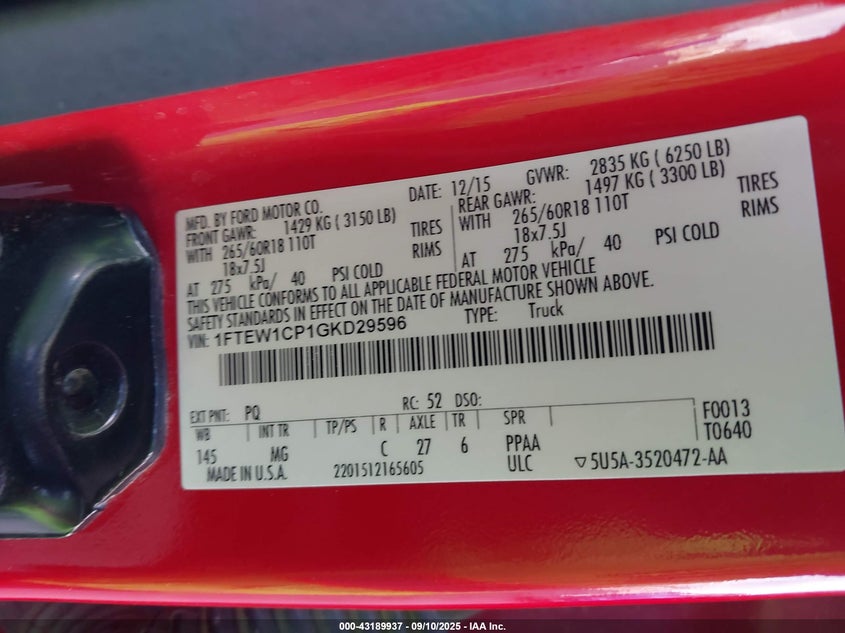 MFD. BY FORD MOTOR CO. DATE: 12/15 GVWR: 2835 KG ( 6250 LB)
FRONT GAWR: 1429 KG ( 3150 LB) REAR GAWR: 1497 KG ( 3300 LB)
WITH 265/60R18 110T TIRES WITH 265/60R18 110T TIRES
18x7.5J RIMS 18x7.5J RIMS
AT 275 kPa/ 40 PSI COLD AT 275 kPa/ 40 PSI COLD
THIS VEHICLE CONFORMS TO ALL APPLICABLE FEDERAL MOTOR VEHICLE
SAFETY STANDARDS IN EFFECT ON THE DATE OF MANUFACTURE SHOWN ABOVE.
VIN: 1FTEW1CP1GKD29596 TYPE: Truck
EXT PNT: PQ RC: 52 DSO:
WB INT TR TP/PS R AXLE TR SPR F0013
145 MG C 27 6 PPAA T0640
MADE IN U.S.A. 2201512165605 ULC ▽5U5A-3520472-AA
000-43189937 - 09/10/2025 - IAA Inc.